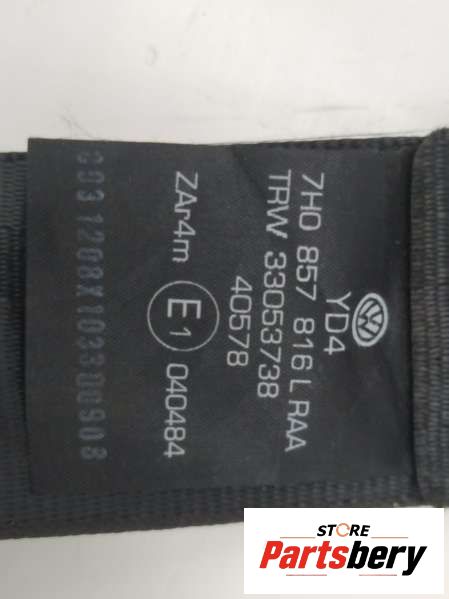 YD4
7H0 857 816 L RAA
TRW 33053738
40578
ZAr4m E1 040484
STORE
Partsbery